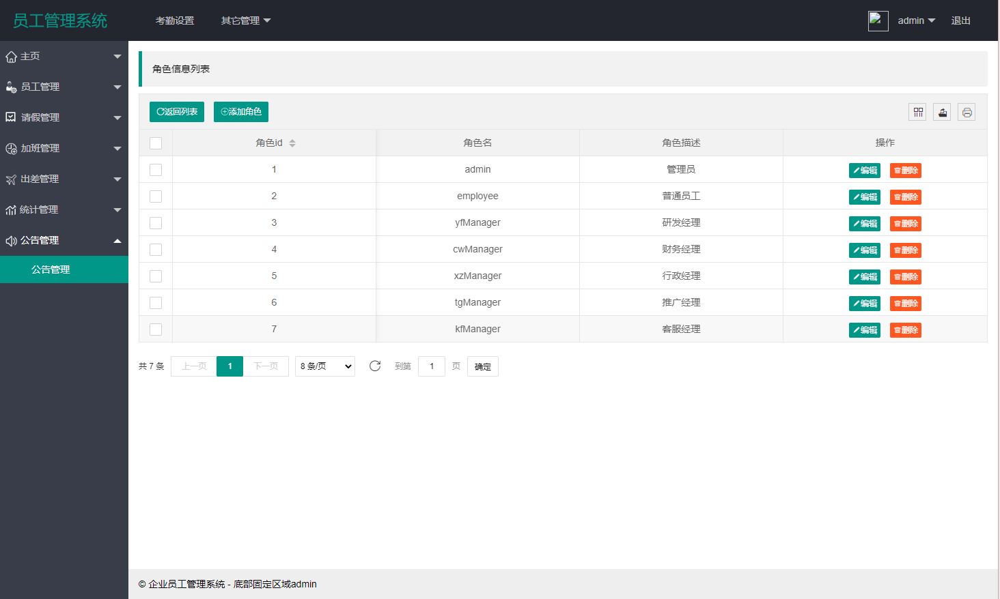 员工管理系统 考勤设置 其它管理 admin 退出
主页
员工管理
请假管理
加班管理
出差管理
统计管理
公告管理
公告管理
角色信息列表
返回列表 添加角色
角色id 角色名 角色描述 操作
1 admin 管理员 编辑 删除
2 employee 普通员工 编辑 删除
3 yfManager 研发经理 编辑 删除
4 cwManager 财务经理 编辑 删除
5 xzManager 行政经理 编辑 删除
6 tgManager 推广经理 编辑 删除
7 kfManager 客服经理 编辑 删除
共 7 条 上一页 1 下一页 8 条/页 到第 1 页 确定
© 企业员工管理系统 - 底部固定区域admin